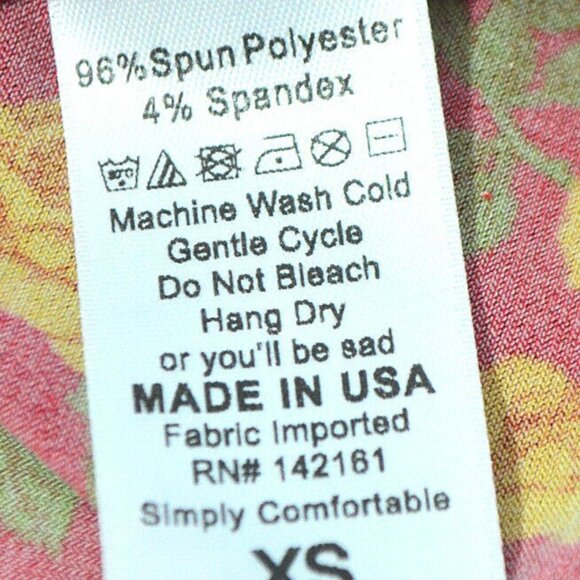 96% Spun Polyester
4% Spandex
Machine Wash Cold
Gentle Cycle
Do Not Bleach
Hang Dry
or you'll be sad
MADE IN USA
Fabric Imported
RN# 142161
Simply Comfortable
XS